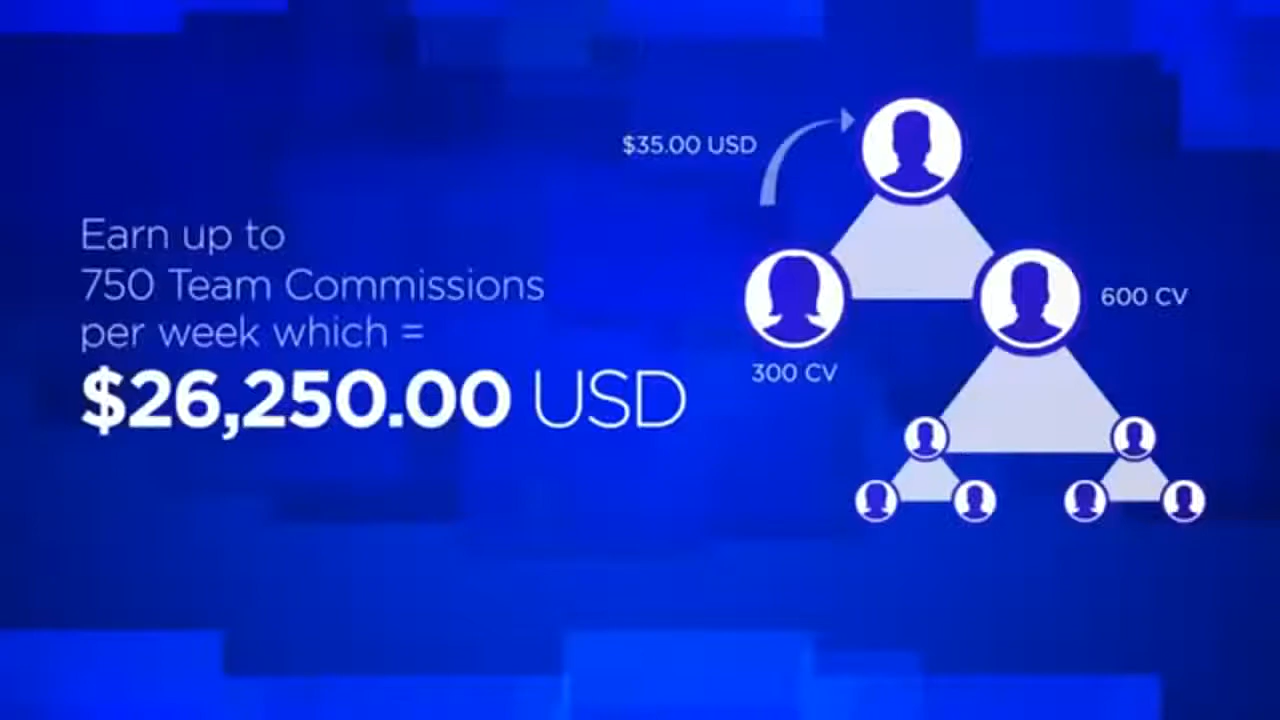 Earn up to
750 Team Commissions
per week which =
$26,250.00 USD
$35.00 USD
600 CV
300 CV